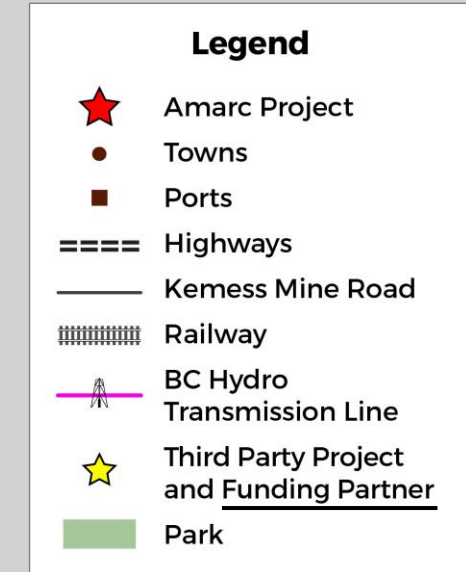 Legend
Amarc Project
Towns
Ports
Highways
Kemess Mine Road
Railway
BC Hydro
Transmission Line
Third Party Project
and Funding Partner
Park